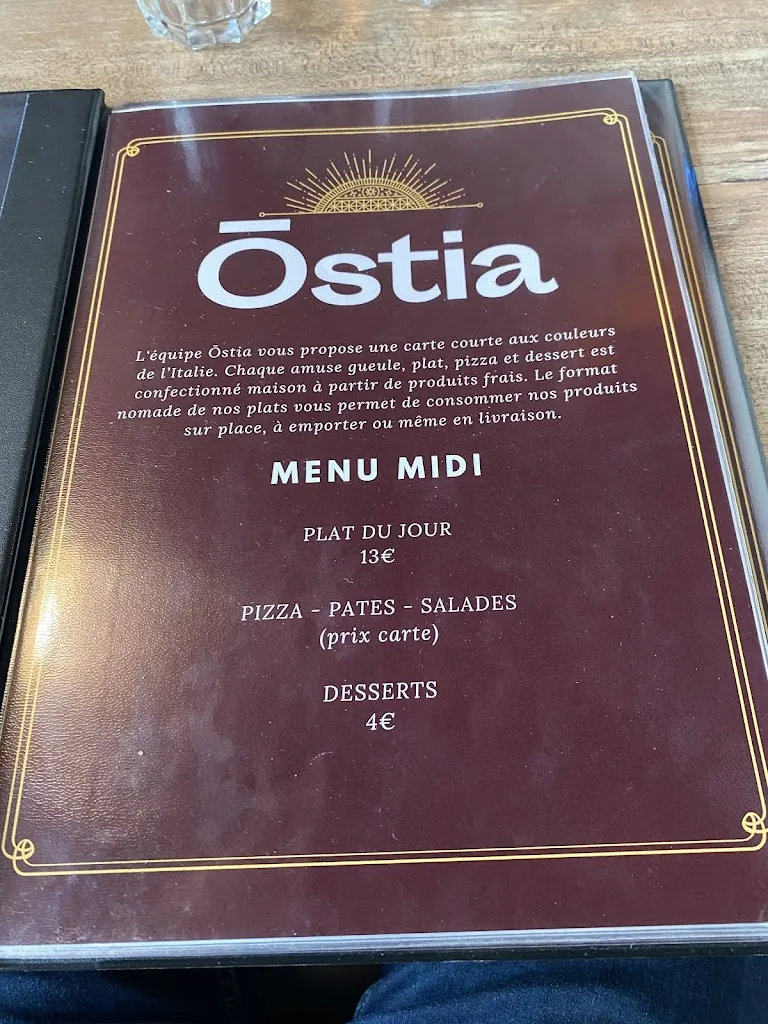 Ōstia
L'équipe Ōstia vous propose une carte courte aux couleurs
de l'Italie. Chaque amuse gueule, plat, pizza et dessert est
confectionné maison à partir de produits frais. Le format
nomade de nos plats vous permet de consommer nos produits
sur place, à emporter ou même en livraison.
MENU MIDI
PLAT DU JOUR
13€
PIZZA - PATES - SALADES
(prix carte)
DESSERTS
4€